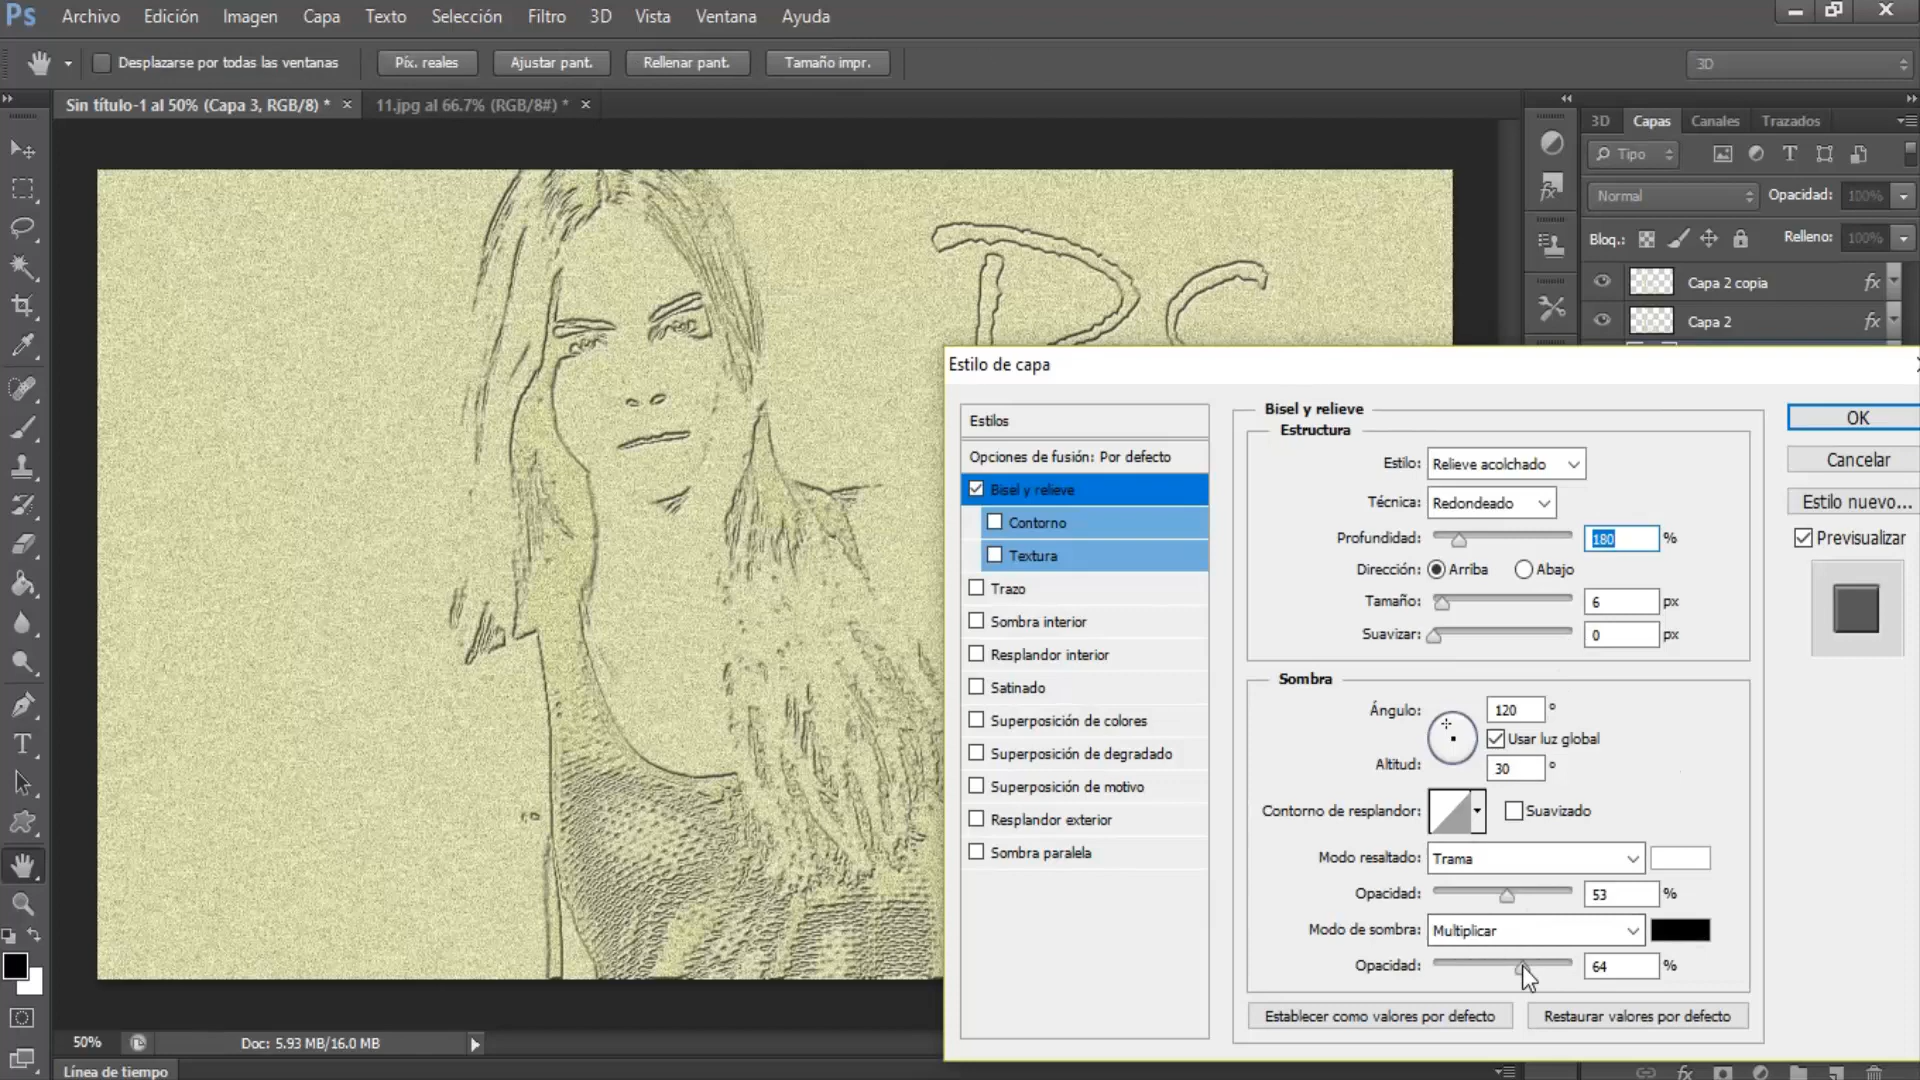 Ps Archivo Edición Imagen Capa Texto Selección Filtro 3D Vista Ventana Ayuda
Desplazarse por todas las ventanas Píx. reales Ajustar pant. Rellenar pant. Tamaño impr. 3D
Sin título-1 al 50% (Capa 3, RGB/8) * × 11.jpg al 66.7% (RGB/8#) * ×
3D Capas Canales Trazados
Tipo
Normal Opacidad: 100%
Bloq.: Relleno: 100%
Capa 2 copia fx
Capa 2 fx
Estilo de capa
Estilos
Opciones de fusión: Por defecto
Bisel y relieve
Contorno
Textura
Trazo
Sombra interior
Resplandor interior
Satinado
Superposición de colores
Superposición de degradado
Superposición de motivo
Resplandor exterior
Sombra paralela
Bisel y relieve
Estructura
Estilo: Relieve acolchado
Técnica: Redondeado
Profundidad: 180 %
Dirección: Arriba Abajo
Tamaño: 6 px
Suavizar: 0 px
Sombra
Ángulo: 120 °
Usar luz global
Altitud: 30 °
Contorno de resplandor: Suavizado
Modo resaltado: Trama
Opacidad: 53 %
Modo de sombra: Multiplicar
Opacidad: 64 %
Establecer como valores por defecto Restaurar valores por defecto
OK
Cancelar
Estilo nuevo...
Previsualizar
50% Doc: 5.93 MB/16.0 MB
Línea de tiempo